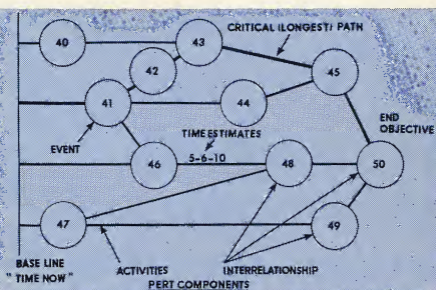 CRITICAL (LONGEST) PATH
40
43
42
45
41
44
END
OBJECTIVE
TIME ESTIMATES
EVENT
5-6-10
46
48
50
47
49
BASE LINE
"TIME NOW"
ACTIVITIES
INTERRELATIONSHIP
PERT COMPONENTS